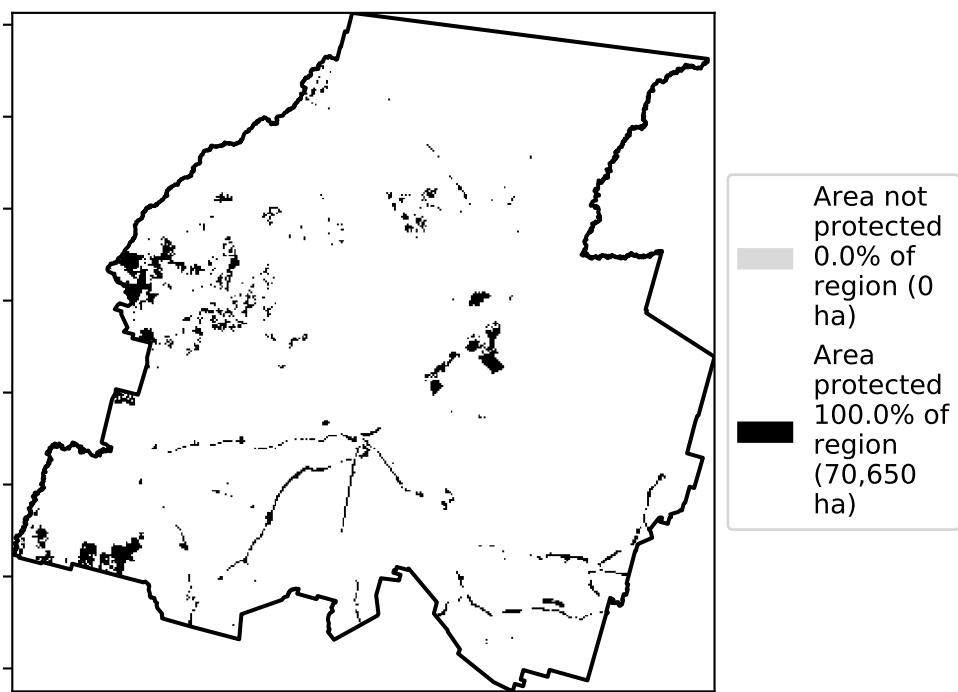 Area not
protected
0.0% of
region (0
ha)
Area
protected
100.0% of
region
(70,650
ha)